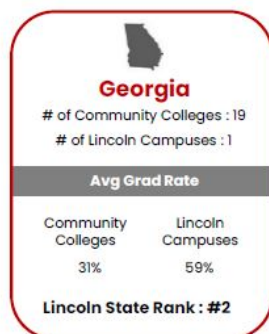 Georgia
# of Community Colleges : 19
# of Lincoln Campuses : 1
Avg Grad Rate
Community Colleges
31%
Lincoln Campuses
59%
Lincoln State Rank : #2